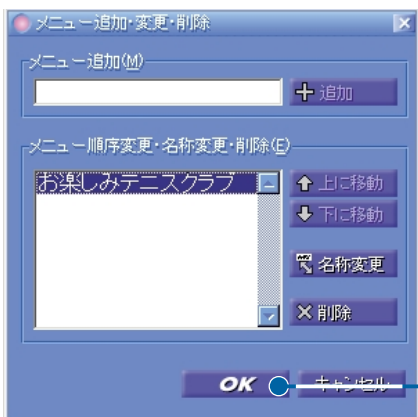 メニュー追加・変更・削除
メニュー追加(M)
追加
メニュー順序変更・名称変更・削除(E)
お楽しみテニスクラブ
上に移動
下に移動
名称変更
削除
OK
キャンセル